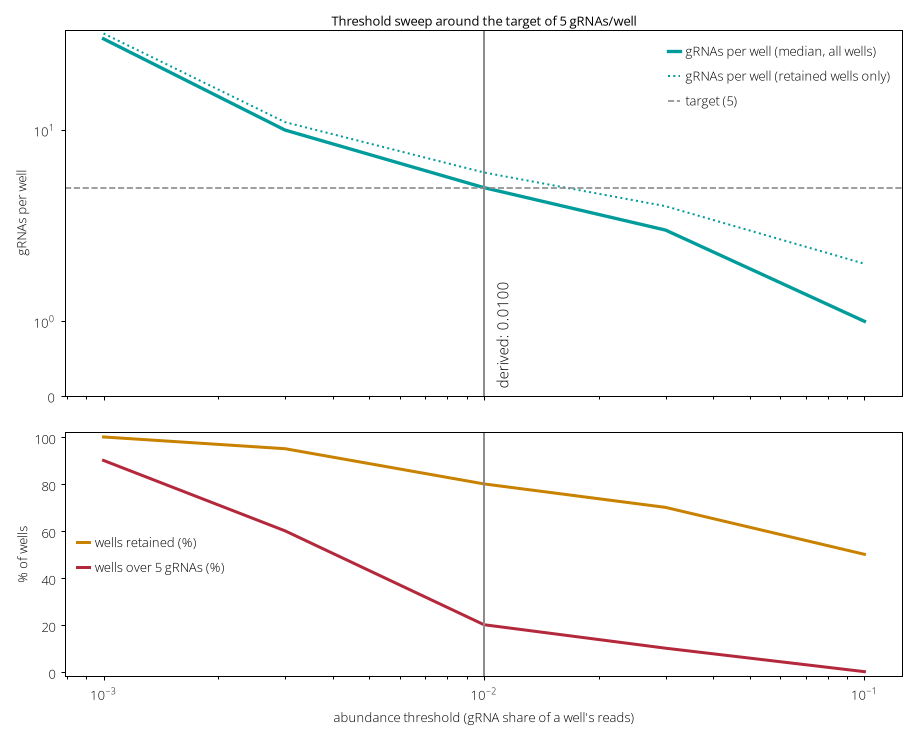 Threshold sweep around the target of 5 gRNAs/well
gRNAs per well (median, all wells)
gRNAs per well (retained wells only)
target (5)
10¹
10⁰
0
gRNAs per well
derived: 0.0100
100
80
60
40
20
0
% of wells
wells retained (%)
wells over 5 gRNAs (%)
10⁻³
10⁻²
10⁻¹
abundance threshold (gRNA share of a well's reads)